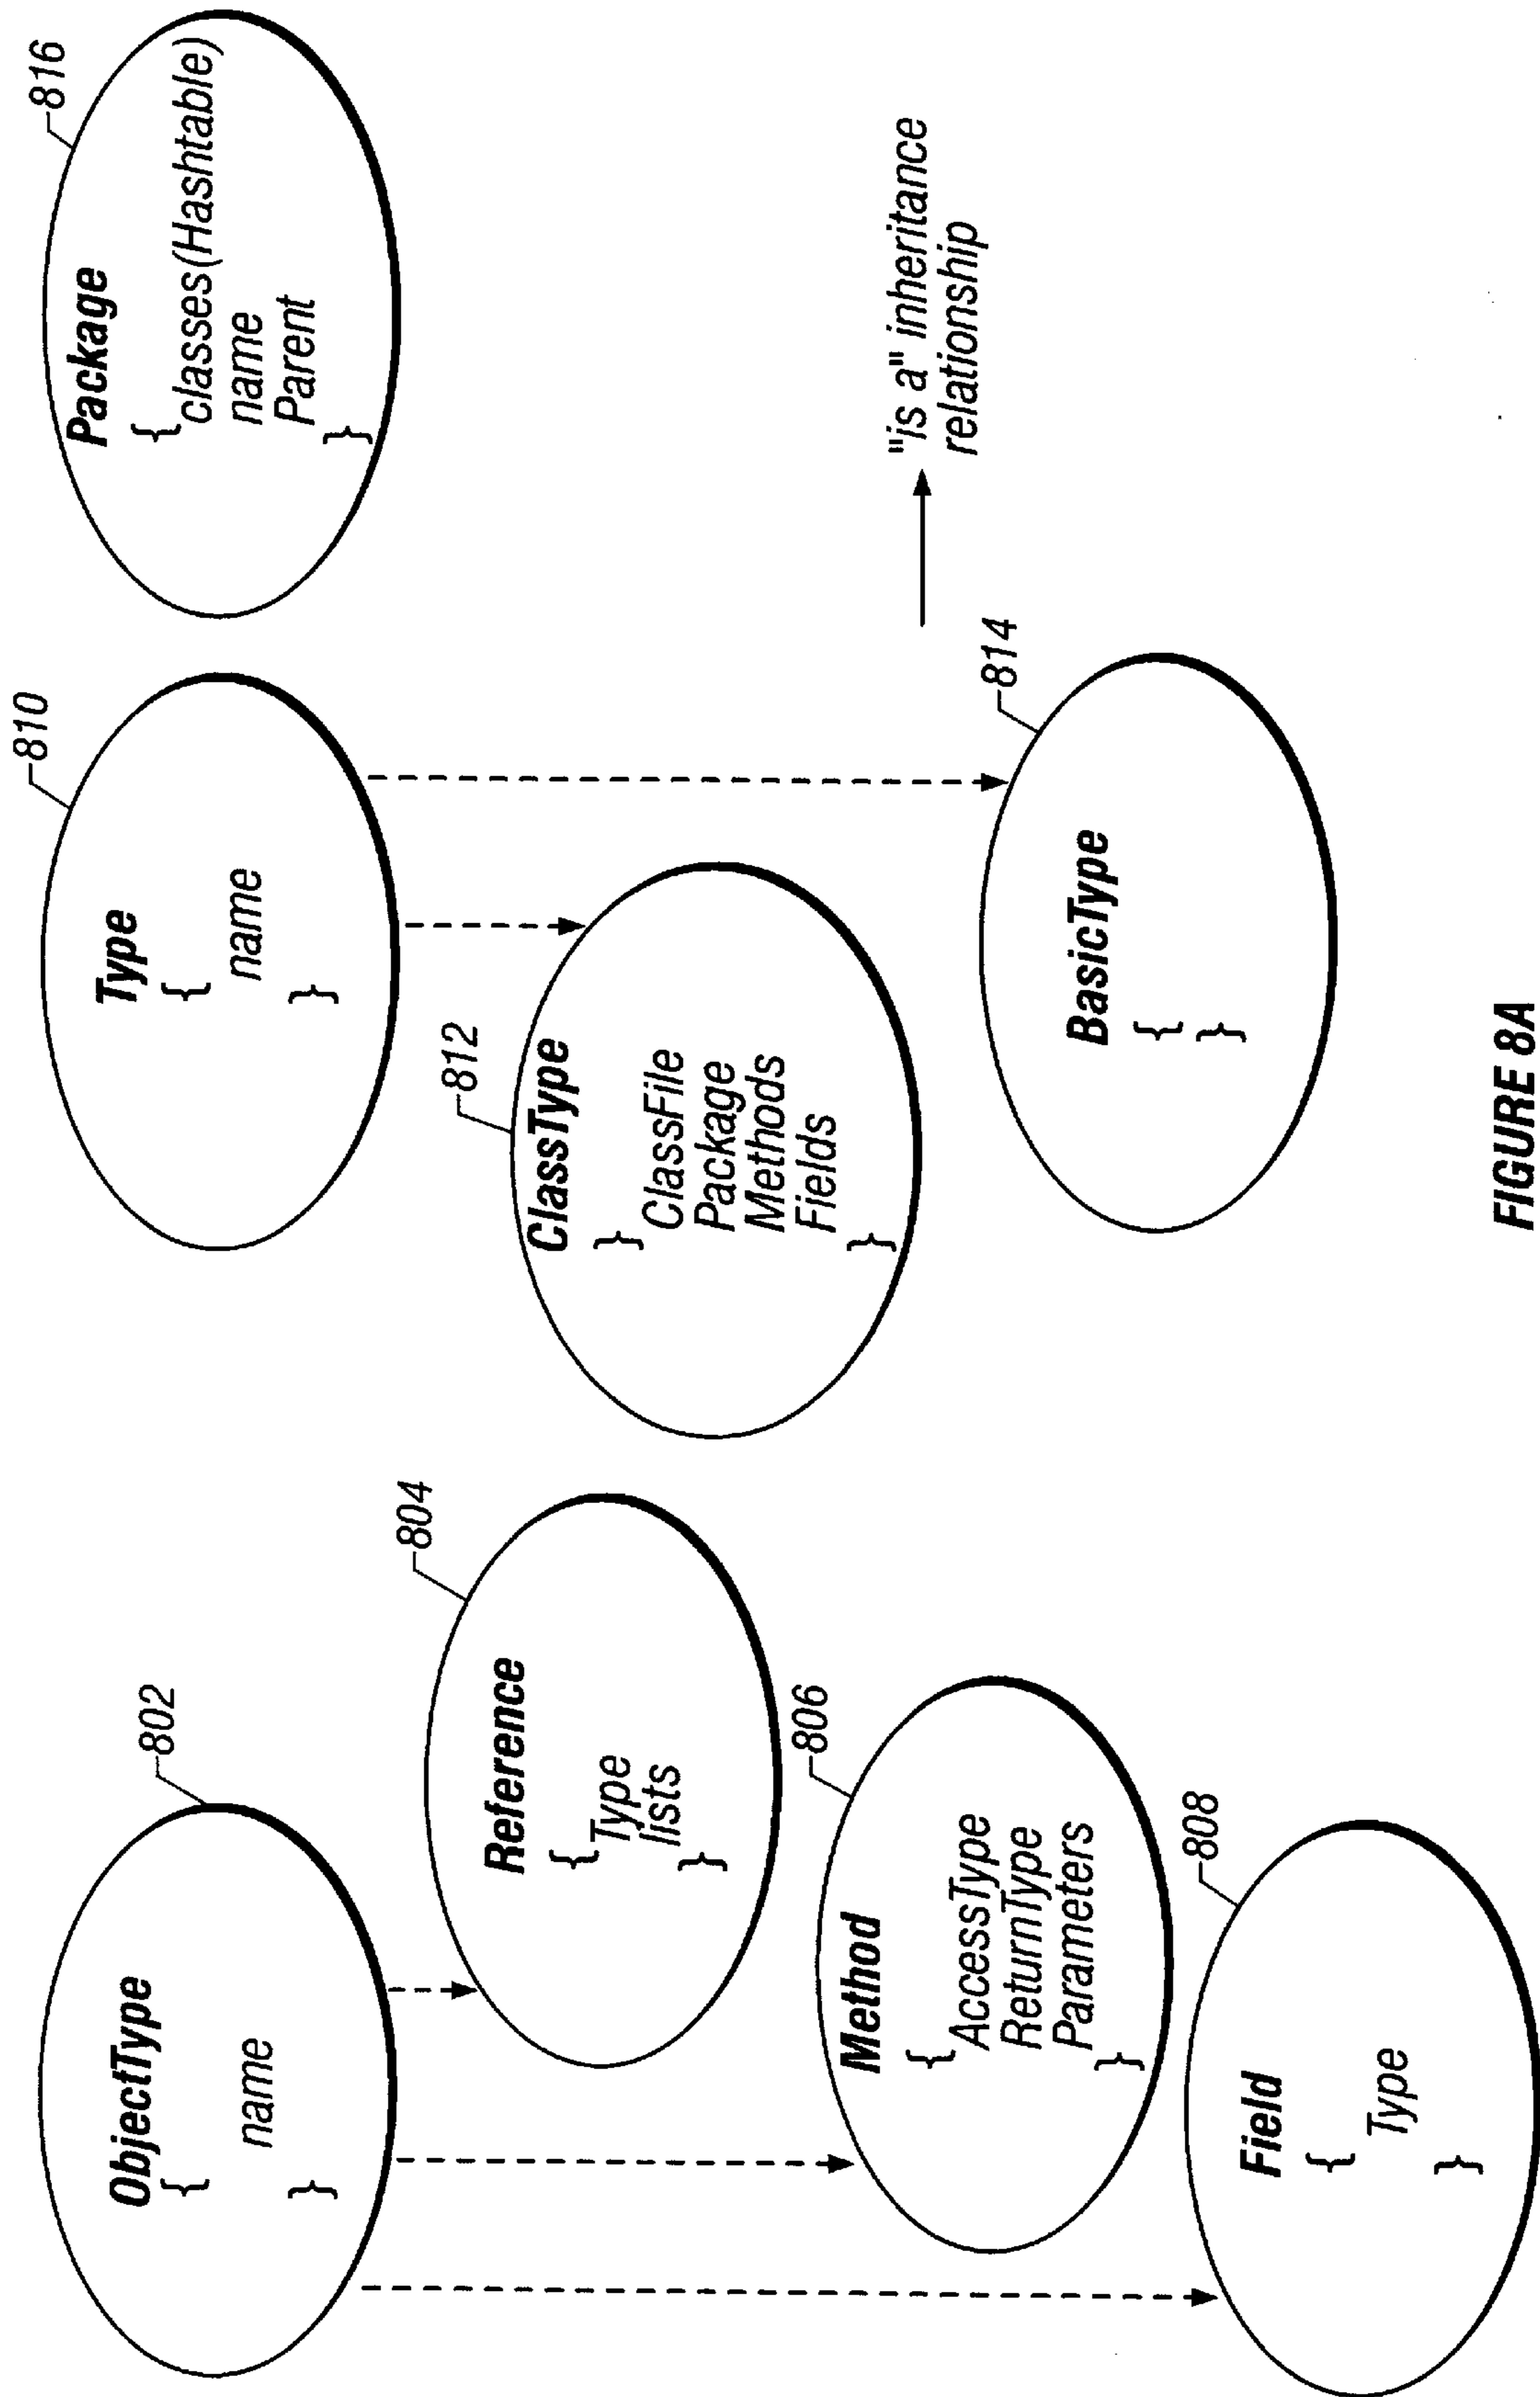 802
ObjectType
{
name
}
804
Reference
{
Type
lists
}
806
Method
{
AccessType
ReturnType
Parameters
}
808
Field
{
Type
}
810
Type
{
name
}
812
ClassType
}
ClassFile
Package
Methods
Fields
}
814
BasicType
{
}
816
Package
{
classes(Hashtable)
name
Parent
}
"is a" inheritance
relationship
FIGURE 8A